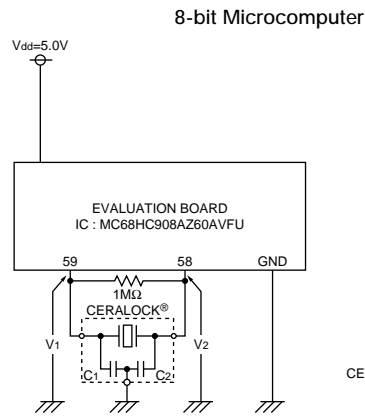 8-bit Microcomputer
Vdd=5.0V
EVALUATION BOARD
IC : MC68HC908AZ60AVFU
59 58 GND
1MΩ
CERALOCK®
V1 V2
C1 C2
CE